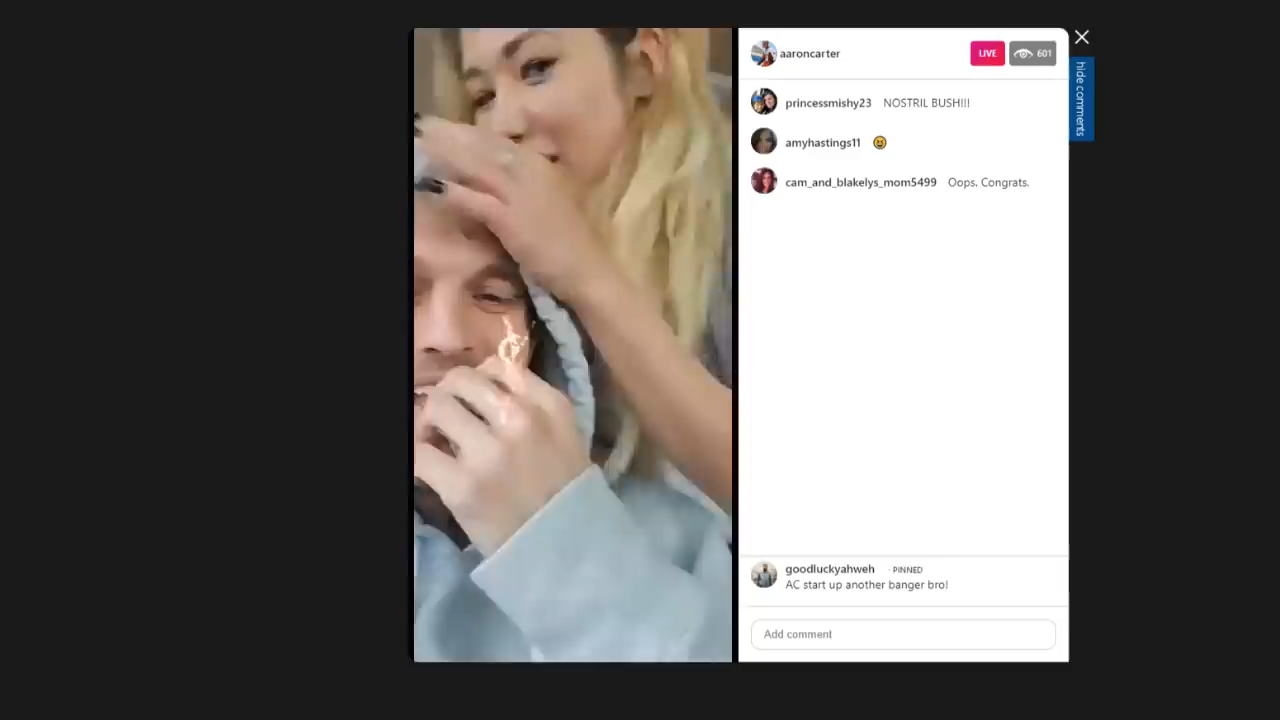 aaroncarter LIVE 601
hide comments
princessmishy23 NOSTRIL BUSH!!!
amyhastings11
cam_and_blakelys_mom5499 Oops. Congrats.
goodluckyahweh · PINNED
AC start up another banger bro!
Add comment